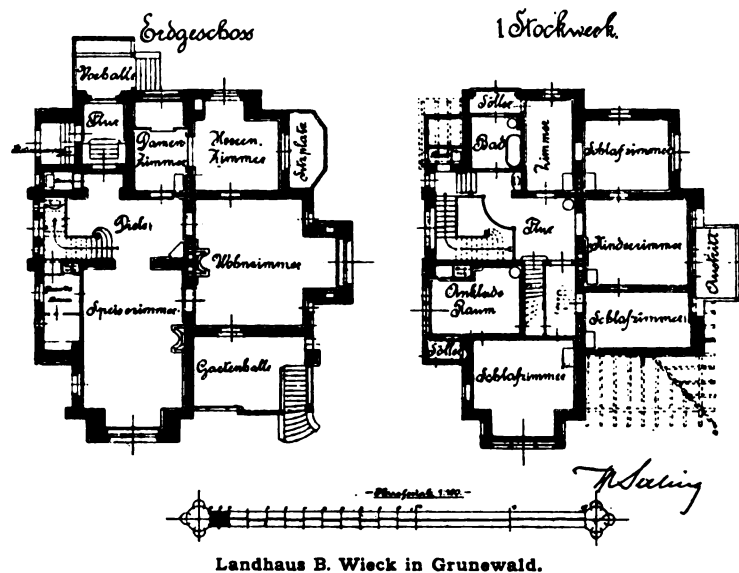 Erdgeschoss
1 Stockwerk.
Vorhalle
Flur
Damen
Zimmer
Herren
Zimmer
Sitzplatz
Diele
Wohnzimmer
Speisezimmer
Gartenhalle
Söller
Bad
Zimmer
Schlafzimmer
Flur
Kinderzimmer
Austritt
Ankleide
Raum
Schlafzimmer
Söller
Schlafzimmer
Landhaus B. Wieck in Grunewald.